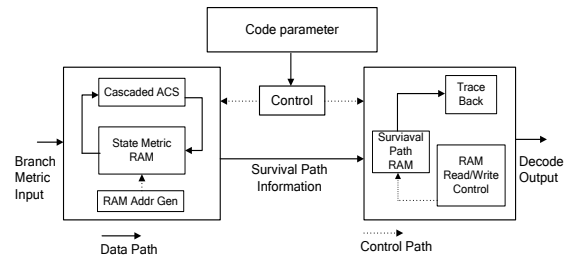 Code parameter
Cascaded ACS
Control
Trace
Back
State Metric
RAM
Surviaval
Path
RAM
RAM
Read/Write
Control
Branch
Metric
Input
RAM Addr Gen
Survival Path
Information
Decode
Output
Data Path
Control Path